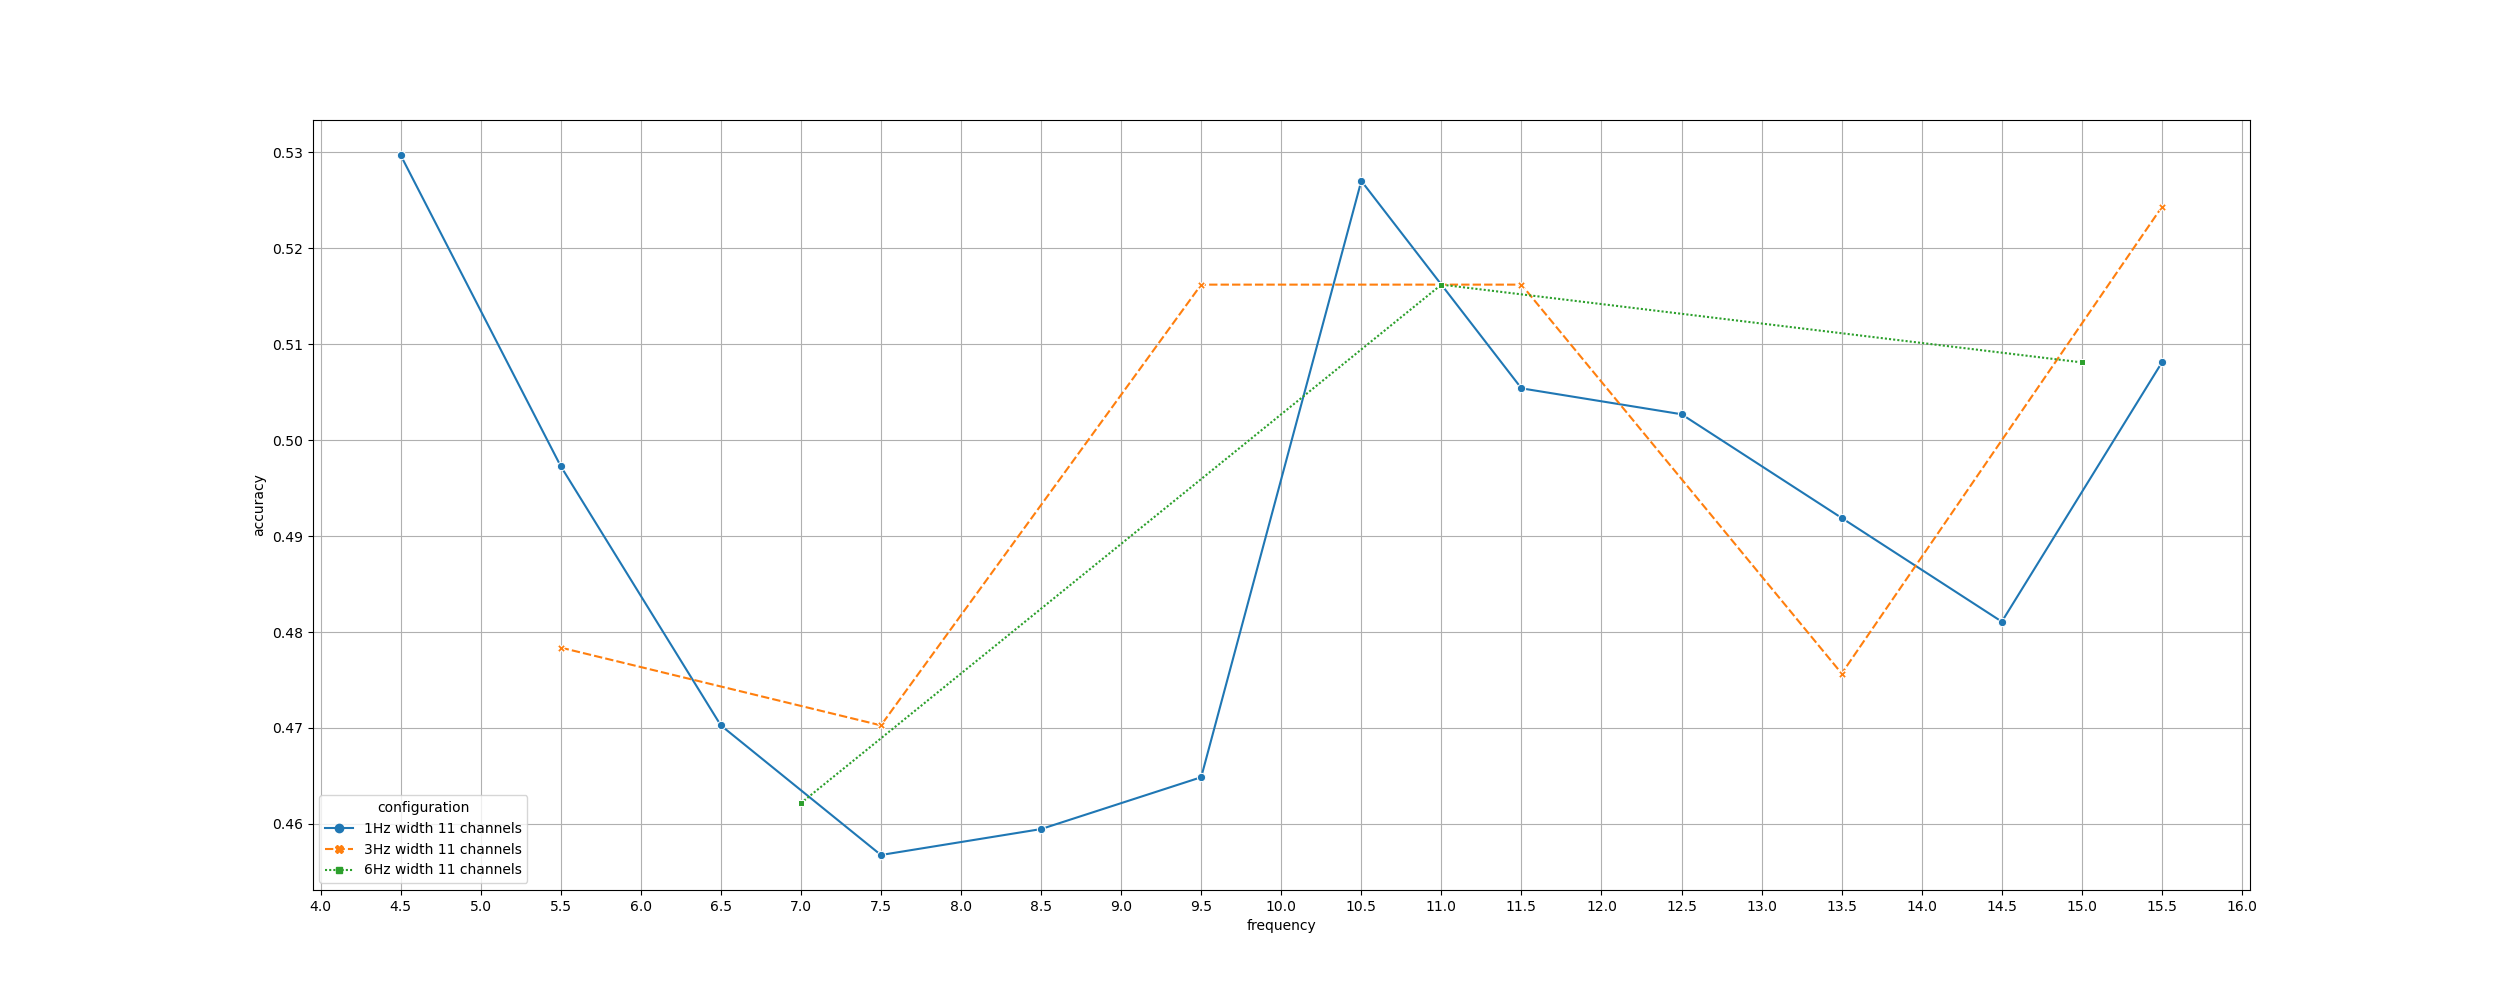 0.53
0.52
0.51
0.50
0.49
0.48
0.47
0.46
accuracy
configuration
1Hz width 11 channels
3Hz width 11 channels
6Hz width 11 channels
4.0 4.5 5.0 5.5 6.0 6.5 7.0 7.5 8.0 8.5 9.0 9.5 10.0 10.5 11.0 11.5 12.0 12.5 13.0 13.5 14.0 14.5 15.0 15.5 16.0
frequency